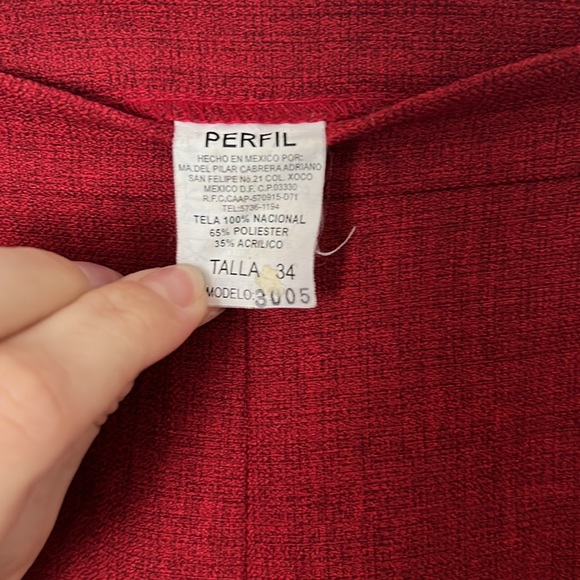 PERFIL
HECHO EN MEXICO POR:
MA.DEL PILAR CABRERA ADRIANO
SAN FELIPE No.21 COL. XOCO
MEXICO D.F. C.P.03330
R.F.C:CAAP-570915-D71
TEL:5736-1194
TELA 100% NACIONAL
65% POLIESTER
35% ACRILICO
TALLA 34
MODELO:3005